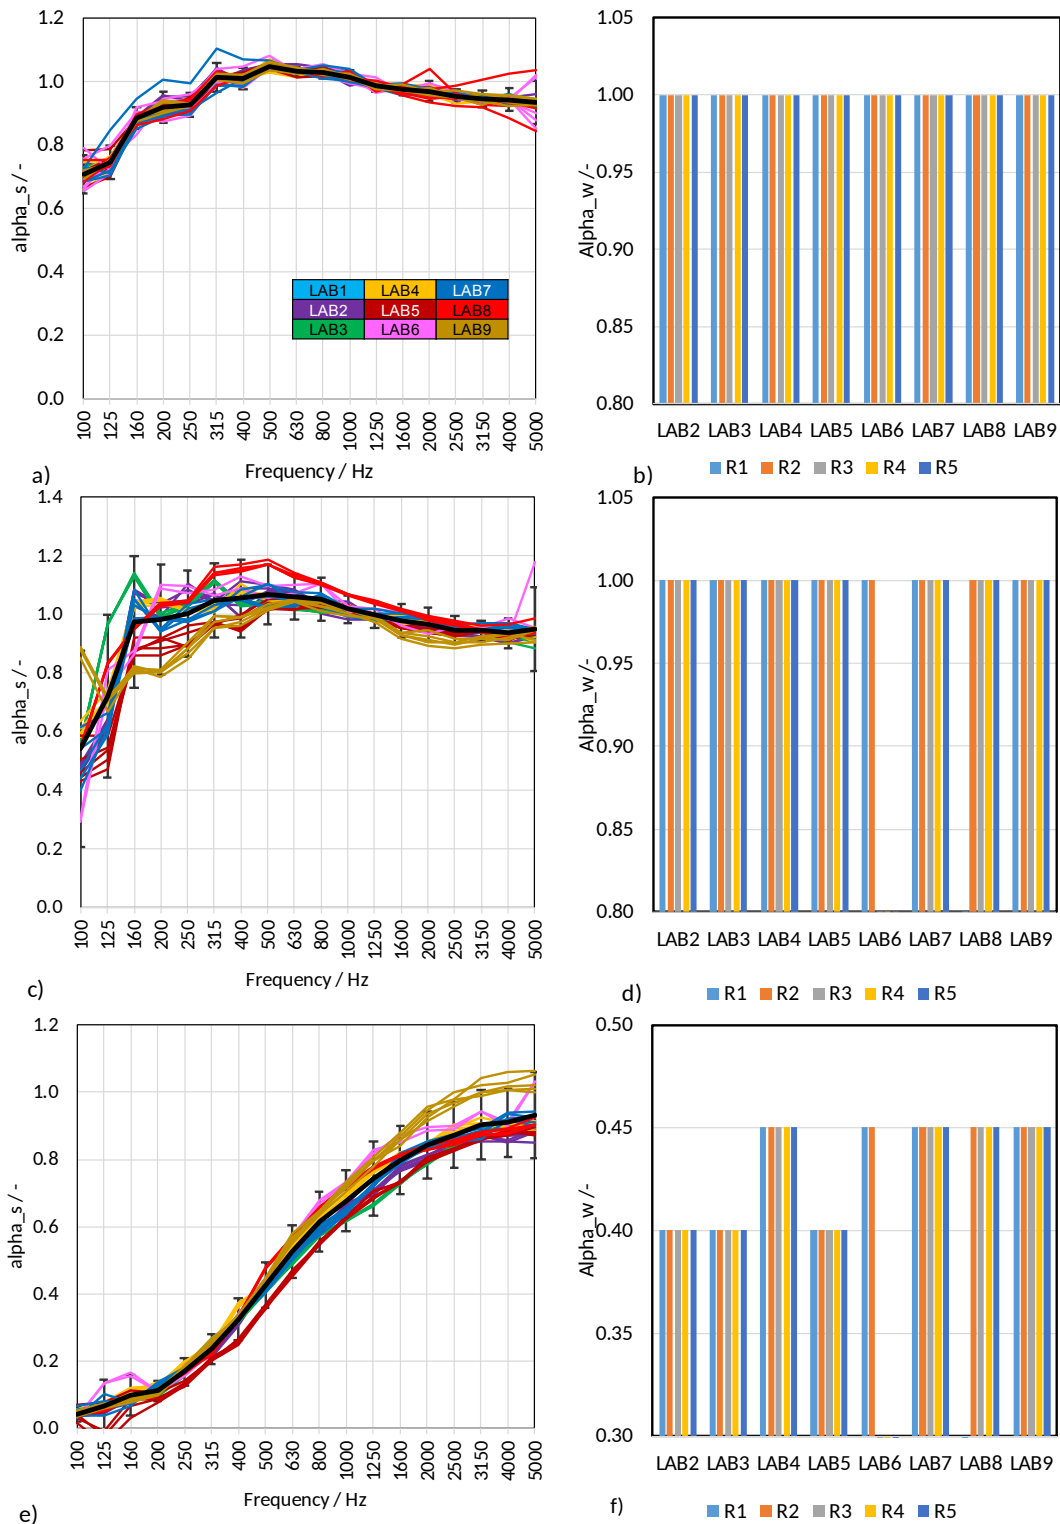 1.2
1.0
0.8
0.6
0.4
0.2
0.0
alpha_s / -
LAB1 LAB4 LAB7
LAB2 LAB5 LAB8
LAB3 LAB6 LAB9
100 125 160 200 250 315 400 500 630 800 1000 1250 1600 2000 2500 3150 4000 5000
Frequency / Hz
a)
1.05
1.00
0.95
0.90
0.85
0.80
Alpha_w /-
LAB2 LAB3 LAB4 LAB5 LAB6 LAB7 LAB8 LAB9
R1 R2 R3 R4 R5
b)
1.4
1.2
1.0
0.8
0.6
0.4
0.2
0.0
alpha_s / -
100 125 160 200 250 315 400 500 630 800 1000 1250 1600 2000 2500 3150 4000 5000
Frequency / Hz
c)
1.05
1.00
0.95
0.90
0.85
0.80
Alpha_w /-
LAB2 LAB3 LAB4 LAB5 LAB6 LAB7 LAB8 LAB9
R1 R2 R3 R4 R5
d)
1.2
1.0
0.8
0.6
0.4
0.2
0.0
alpha_s / -
100 125 160 200 250 315 400 500 630 800 1000 1250 1600 2000 2500 3150 4000 5000
Frequency / Hz
e)
0.50
0.45
0.40
0.35
0.30
Alpha_w /-
LAB2 LAB3 LAB4 LAB5 LAB6 LAB7 LAB8 LAB9
R1 R2 R3 R4 R5
f)